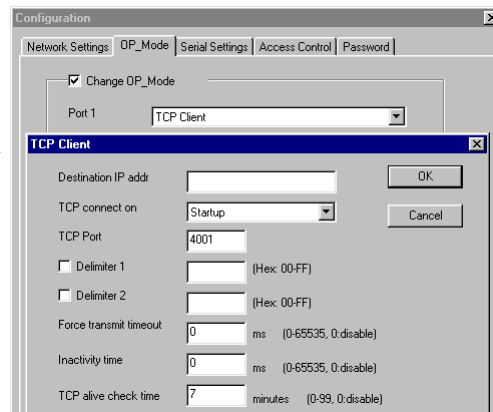 Configuration
Network Settings OP_Mode Serial Settings Access Control Password
Change OP_Mode
Port 1 TCP Client
TCP Client
Destination IP addr OK
TCP connect on Startup Cancel
TCP Port 4001
Delimiter 1 (Hex: 00-FF)
Delimiter 2 (Hex: 00-FF)
Force transmit timeout 0 ms (0-65535, 0:disable)
Inactivity time 0 ms (0-65535, 0:disable)
TCP alive check time 7 minutes (0-99, 0:disable)